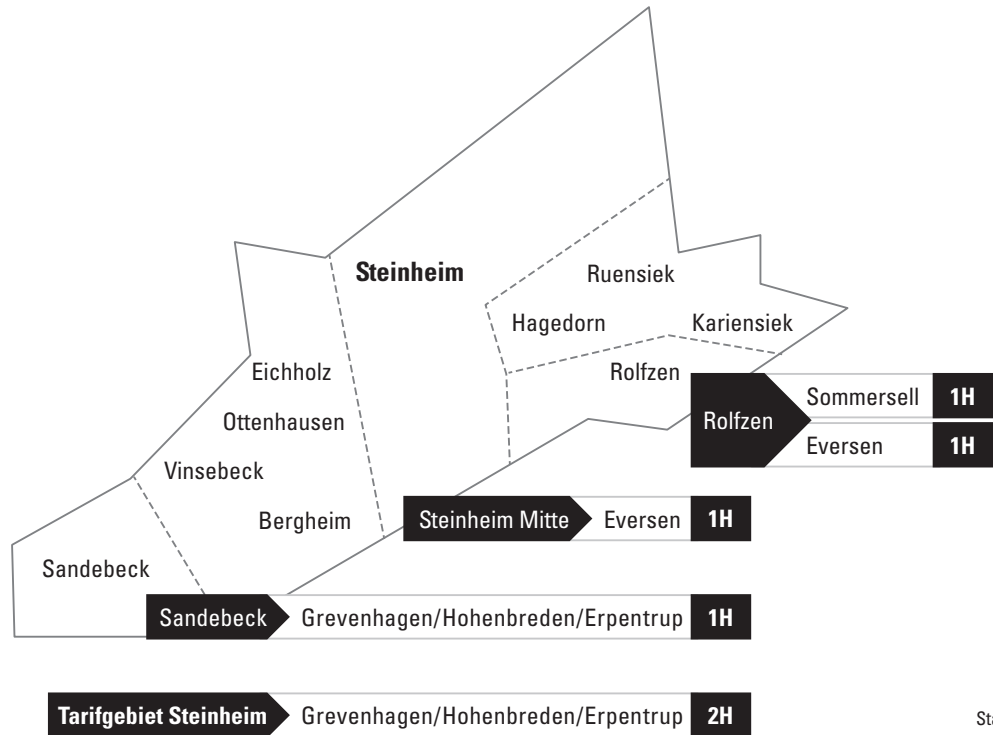 Steinheim
Ruensiek
Hagedorn
Kariensiek
Eichholz
Rolfzen
Rolfzen
Sommersell 1H
Eversen 1H
Ottenhausen
Vinsebeck
Bergheim
Steinheim Mitte Eversen 1H
Sandebeck
Sandebeck Grevenhagen/Hohenbreden/Erpentrup 1H
Tarifgebiet Steinheim Grevenhagen/Hohenbreden/Erpentrup 2H